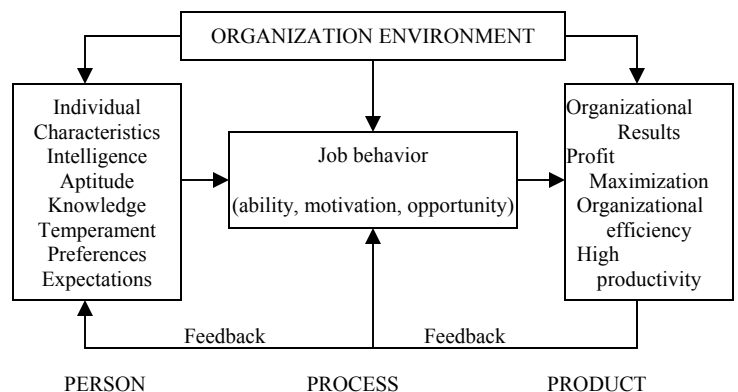 ORGANIZATION ENVIRONMENT
Individual
Characteristics
Intelligence
Aptitude
Knowledge
Temperament
Preferences
Expectations
Job behavior
(ability, motivation, opportunity)
Organizational
Results
Profit
Maximization
Organizational
efficiency
High
productivity
Feedback
Feedback
PERSON
PROCESS
PRODUCT